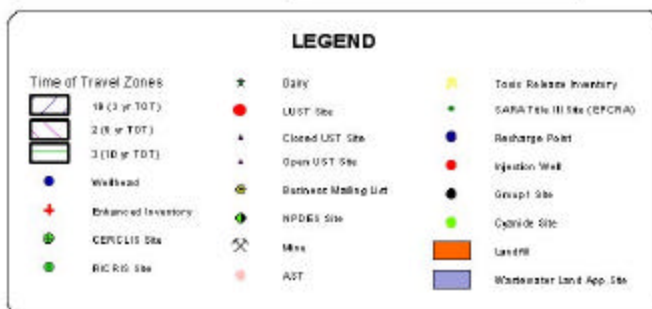 LEGEND
Time of Travel Zones
1B (3 yr TOT)
2 (6 yr TOT)
3 (10 yr TOT)
Wellhead
Enhanced Inventory
CERCLIS Site
RICRIS Site
Dairy
LUST Site
Closed UST Site
Open UST Site
Business Mailing List
NPDES Site
Mine
AST
Toxic Release Inventory
SARA Title III Site (EPCRA)
Recharge Point
Injection Well
Group1 Site
Cyanide Site
Landfill
Wastewater Land App. Site